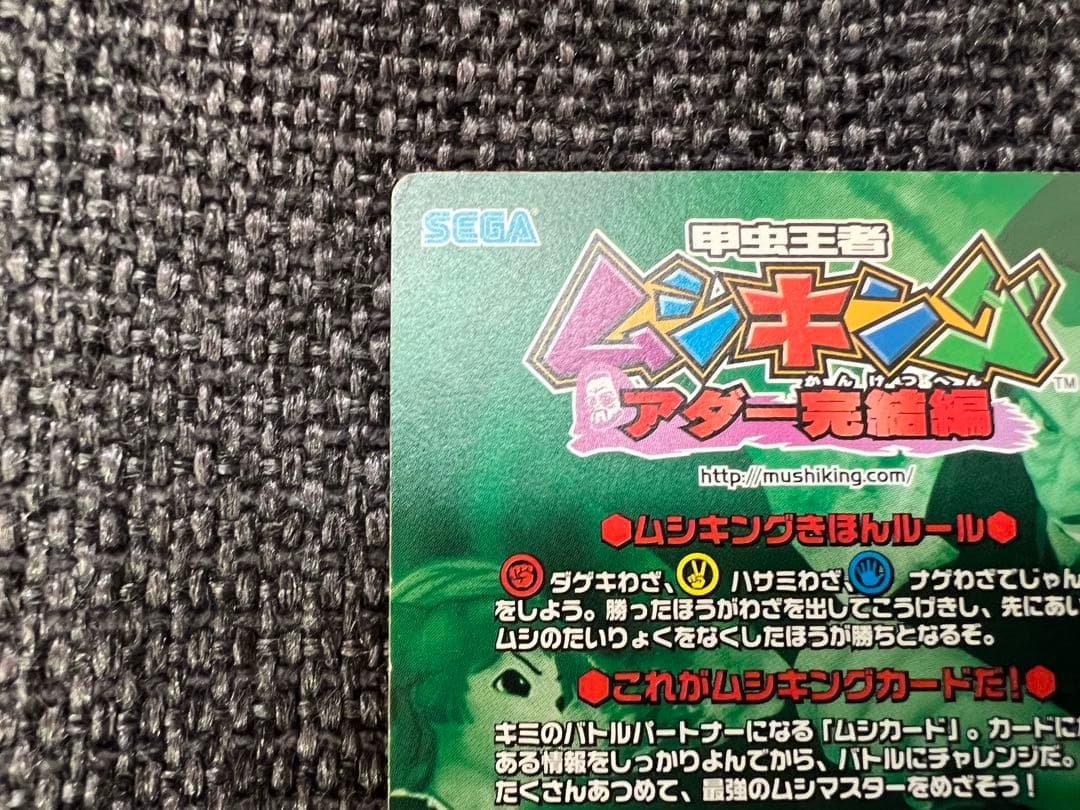 SEGA
甲虫王者
ムシキング
TM
かーん けつ へーん
アダー完結編
http://mushiking.com/
ムシキングきほんルール
ダゲキわざ、 ハサミわざ、 ナゲわざでじゃん
をしよう。勝ったほうがわざを出してこうげきし、先にあい
ムシのたいりょくをなくしたほうが勝ちとなるぞ。
これがムシキングカードだ!
キミのバトルパートナーになる「ムシカード」。カードに
ある情報をしっかりよんでから、バトルにチャレンジだ。
たくさんあつめて、最強のムシマスターをめざそう!